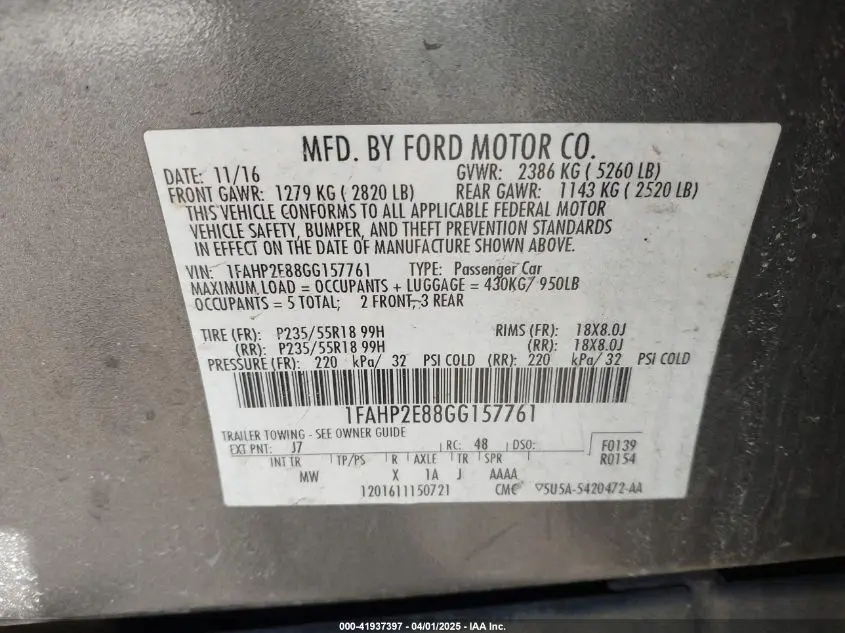 MFD. BY FORD MOTOR CO.
DATE: 11/16 GVWR: 2386 KG ( 5260 LB)
FRONT GAWR: 1279 KG ( 2820 LB) REAR GAWR: 1143 KG ( 2520 LB)
THIS VEHICLE CONFORMS TO ALL APPLICABLE FEDERAL MOTOR
VEHICLE SAFETY, BUMPER, AND THEFT PREVENTION STANDARDS
IN EFFECT ON THE DATE OF MANUFACTURE SHOWN ABOVE.
VIN: 1FAHP2E88GG157761 TYPE: Passenger Car
MAXIMUM LOAD = OCCUPANTS + LUGGAGE = 430KG/ 950LB
OCCUPANTS = 5 TOTAL; 2 FRONT, 3 REAR
TIRE (FR): P235/55R18 99H RIMS (FR): 18X8.0J
(RR): P235/55R18 99H (RR): 18X8.0J
PRESSURE (FR): 220 kPa/ 32 PSI COLD (RR): 220 kPa/ 32 PSI COLD
1FAHP2E88GG157761
TRAILER TOWING - SEE OWNER GUIDE
EXT PNT: J7 RC: 48 DSO: F0139
INT TR TP/PS R AXLE TR SPR R0154
MW X 1A J AAAA
1201611150721 CMC 5U5A-5420472-AA
000-41937397 - 04/01/2025 - IAA Inc.